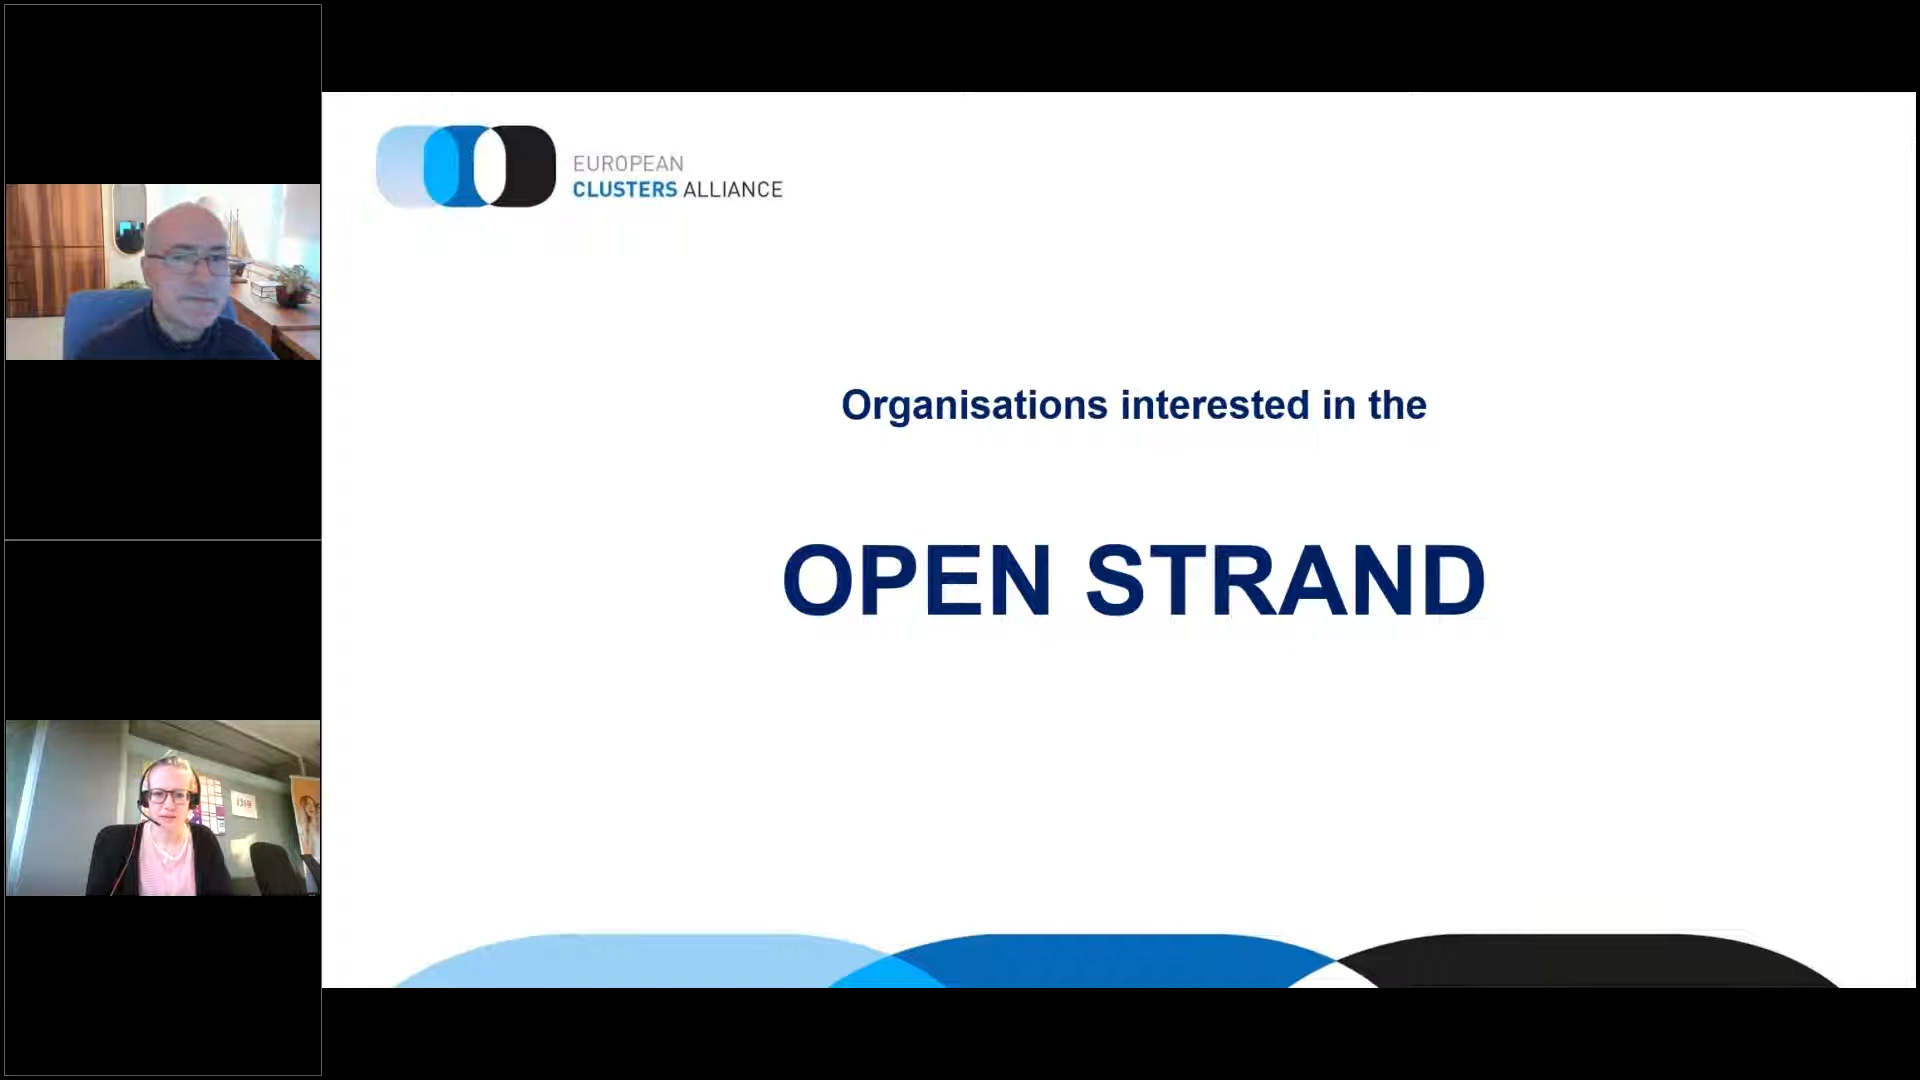 EUROPEAN
CLUSTERS ALLIANCE
Organisations interested in the
OPEN STRAND